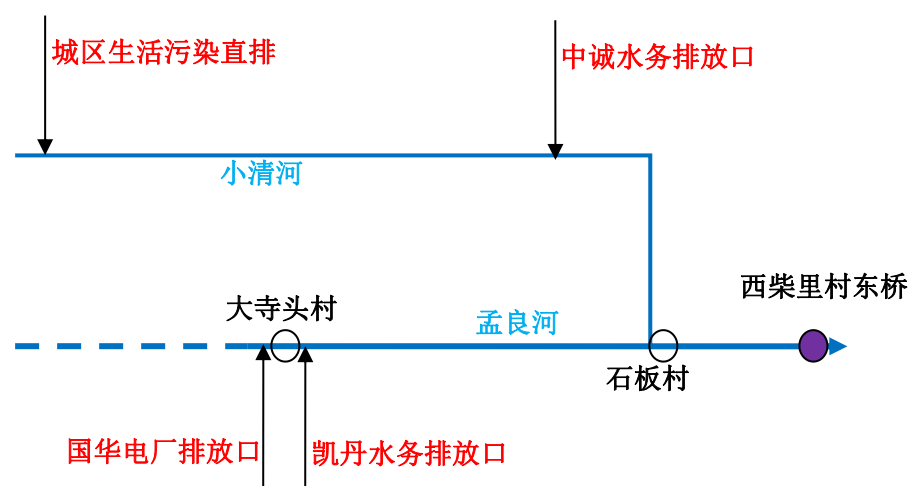 城区生活污染直排
中诚水务排放口
小清河
西柴里村东桥
大寺头村
孟良河
石板村
国华电厂排放口
凯丹水务排放口